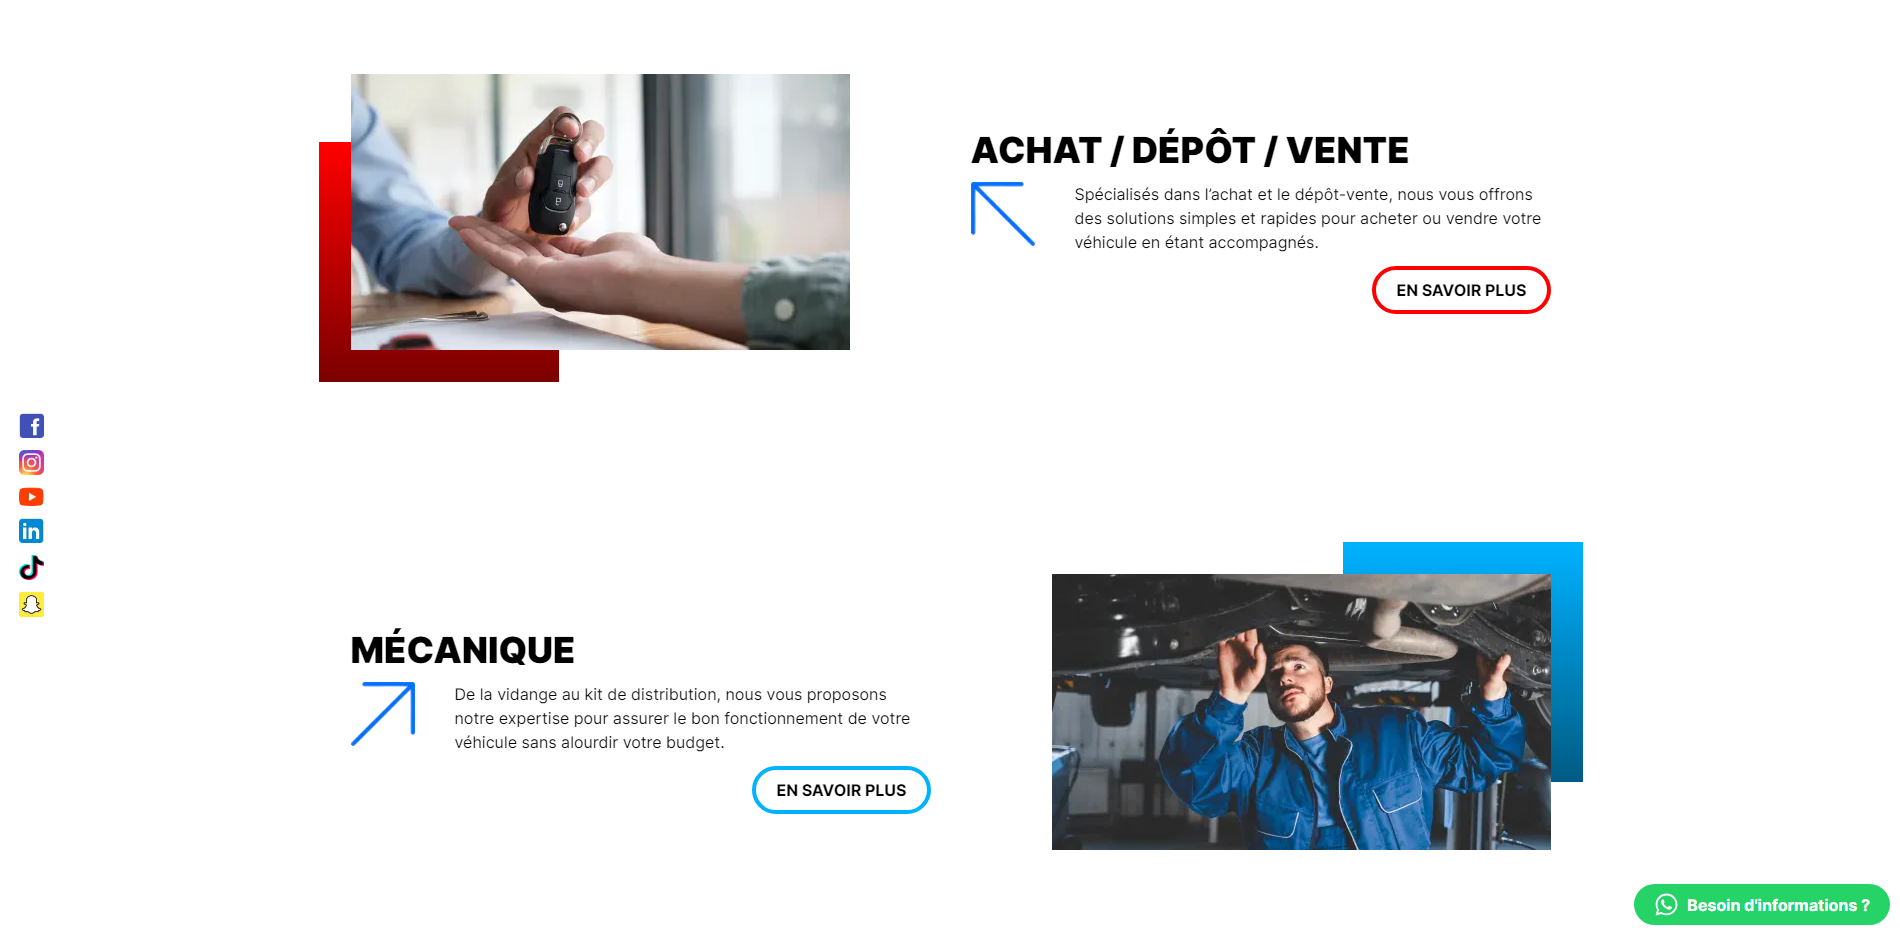 ACHAT / DÉPÔT / VENTE
Spécialisés dans l’achat et le dépôt-vente, nous vous offrons
des solutions simples et rapides pour acheter ou vendre votre
véhicule en étant accompagnés.
EN SAVOIR PLUS
MÉCANIQUE
De la vidange au kit de distribution, nous vous proposons
notre expertise pour assurer le bon fonctionnement de votre
véhicule sans alourdir votre budget.
EN SAVOIR PLUS
Besoin d'informations ?